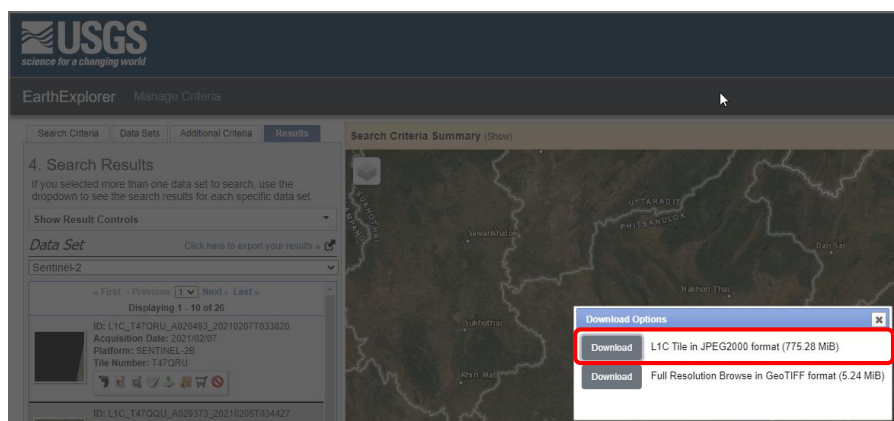 USGS
science for a changing world
EarthExplorer Manage Criteria
Search Criteria Data Sets Additional Criteria Results
4. Search Results
If you selected more than one data set to search, use the
dropdown to see the search results for each specific data set.
Show Result Controls
Data Set Click here to export your results »
Sentinel-2
« First ‹ Previous 1 Next › Last »
Displaying 1 - 10 of 26
ID: L1C_T47QRU_A020493_20210207T033820
Acquisition Date: 2021/02/07
Platform: SENTINEL-2B
Tile Number: T47QRU
ID: L1C_T47QQU_A029373_20210205T034427
Search Criteria Summary (Show)
SUKHOTHAI
UTTARADIT
PHITSANULOK
Sawankhalok
Dan Sai
Nakhon Thai
Sukhothai
Khiri Mat
Download Options
Download L1C Tile in JPEG2000 format (775.28 MiB)
Download Full Resolution Browse in GeoTIFF format (5.24 MiB)